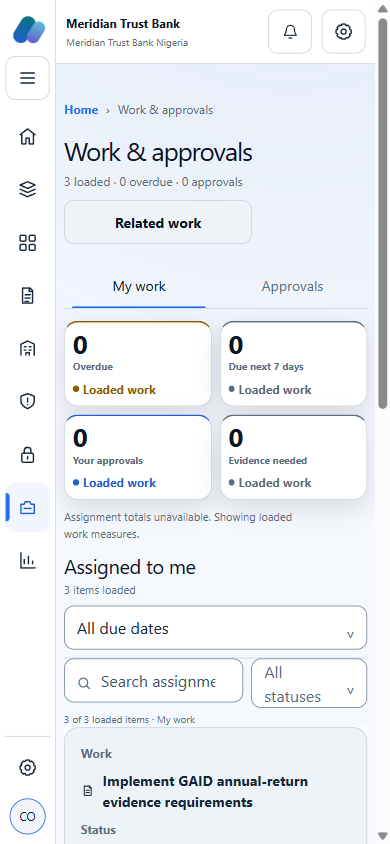 Meridian Trust Bank
Meridian Trust Bank Nigeria
Home › Work & approvals
Work & approvals
3 loaded · 0 overdue · 0 approvals
Related work
My work
Approvals
0
Overdue
Loaded work
0
Due next 7 days
Loaded work
0
Your approvals
Loaded work
0
Evidence needed
Loaded work
Assignment totals unavailable. Showing loaded
work measures.
Assigned to me
3 items loaded
All due dates
Search assignme
All
statuses
3 of 3 loaded items · My work
Work
Implement GAID annual-return
evidence requirements
Status
CO